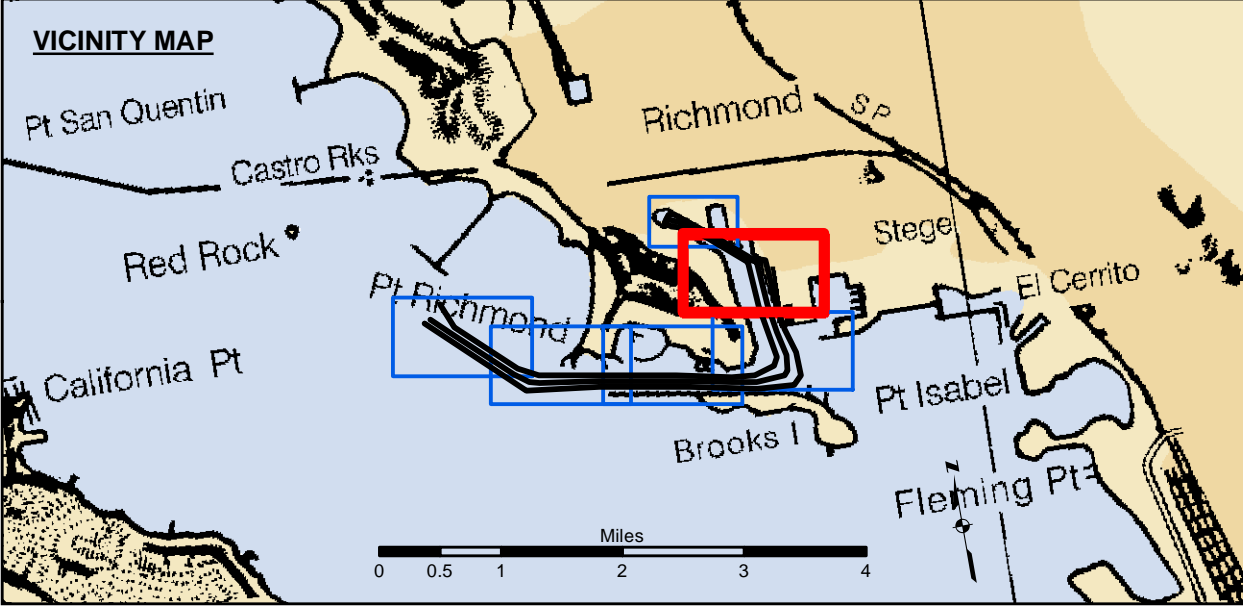 VICINITY MAP
Pt San Quentin
Richmond
S P
Castro Rks
Stege
Red Rock
El Cerrito
Pt Richmond
California Pt
Pt Isabel
Brooks I
Fleming Pt
N
Miles
0 0.5 1 2 3 4